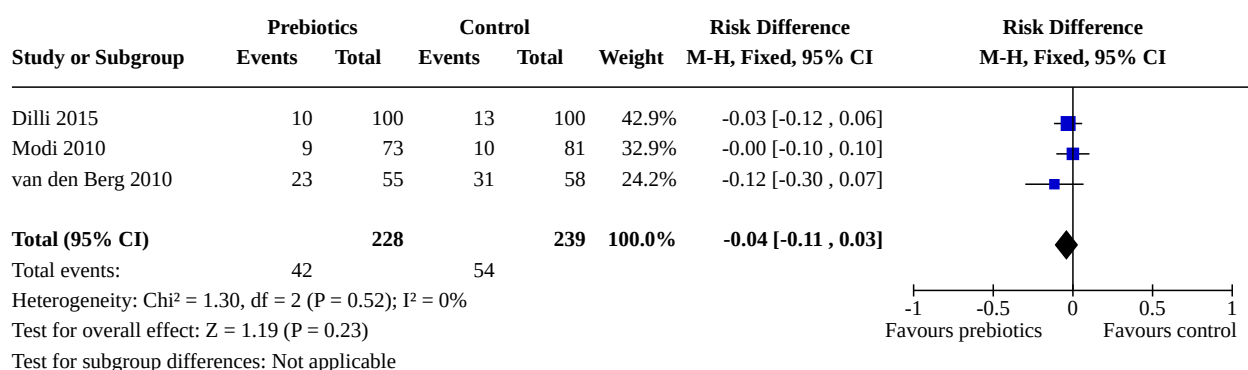 Prebiotics Control Risk Difference Risk Difference
Study or Subgroup Events Total Events Total Weight M-H, Fixed, 95% CI M-H, Fixed, 95% CI
Dilli 2015 10 100 13 100 42.9% -0.03 [-0.12 , 0.06]
Modi 2010 9 73 10 81 32.9% -0.00 [-0.10 , 0.10]
van den Berg 2010 23 55 31 58 24.2% -0.12 [-0.30 , 0.07]
Total (95% CI) 228 239 100.0% -0.04 [-0.11 , 0.03]
Total events: 42 54
Heterogeneity: Chi² = 1.30, df = 2 (P = 0.52); I² = 0%
Test for overall effect: Z = 1.19 (P = 0.23)
Test for subgroup differences: Not applicable
-1 -0.5 0 0.5 1
Favours prebiotics Favours control